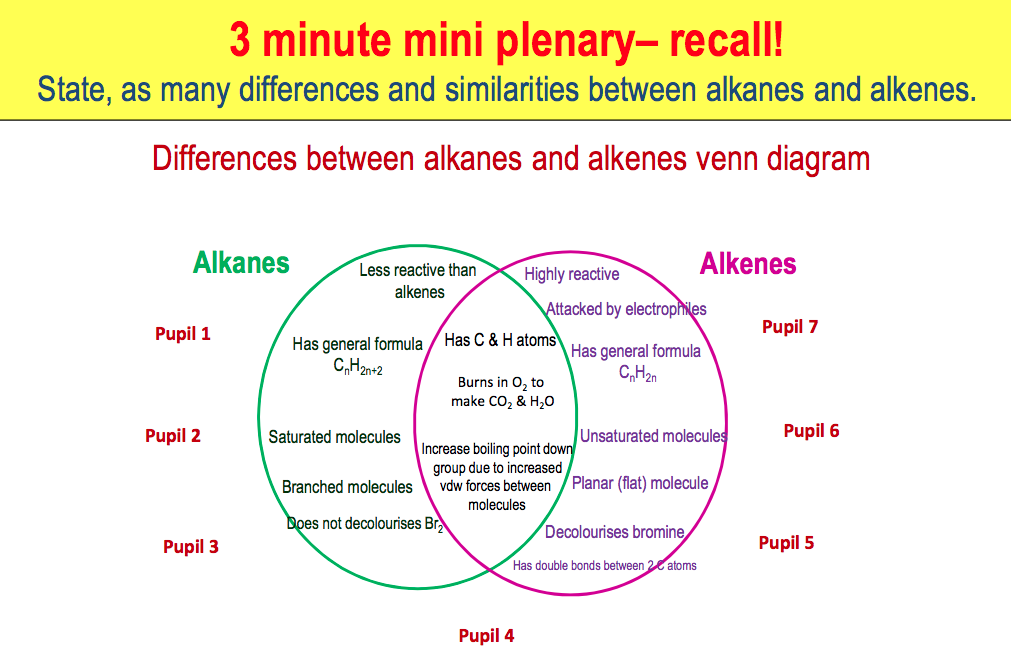 3 minute mini plenary– recall!
State, as many differences and similarities between alkanes and alkenes.
Differences between alkanes and alkenes venn diagram
Alkanes
Alkenes
Pupil 1
Pupil 2
Pupil 3
Pupil 4
Pupil 5
Pupil 6
Pupil 7
Less reactive than
alkenes
Has general formula
CₙH₂ₙ₊₂
Saturated molecules
Branched molecules
Does not decolourises Br₂
Has C & H atoms
Burns in O₂ to
make CO₂ & H₂O
Increase boiling point down
group due to increased
vdw forces between
molecules
Highly reactive
Attacked by electrophiles
Has general formula
CₙH₂ₙ
Unsaturated molecules
Planar (flat) molecule
Decolourises bromine
Has double bonds between 2 C atoms